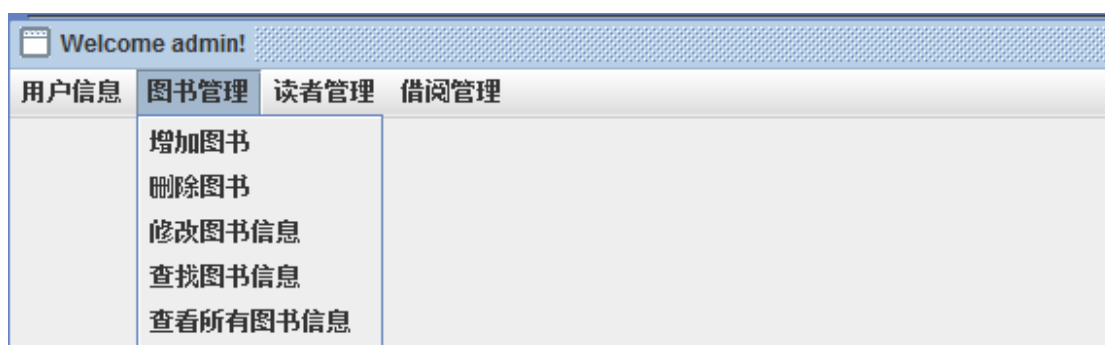 Welcome admin!
用户信息 图书管理 读者管理 借阅管理
增加图书
删除图书
修改图书信息
查找图书信息
查看所有图书信息